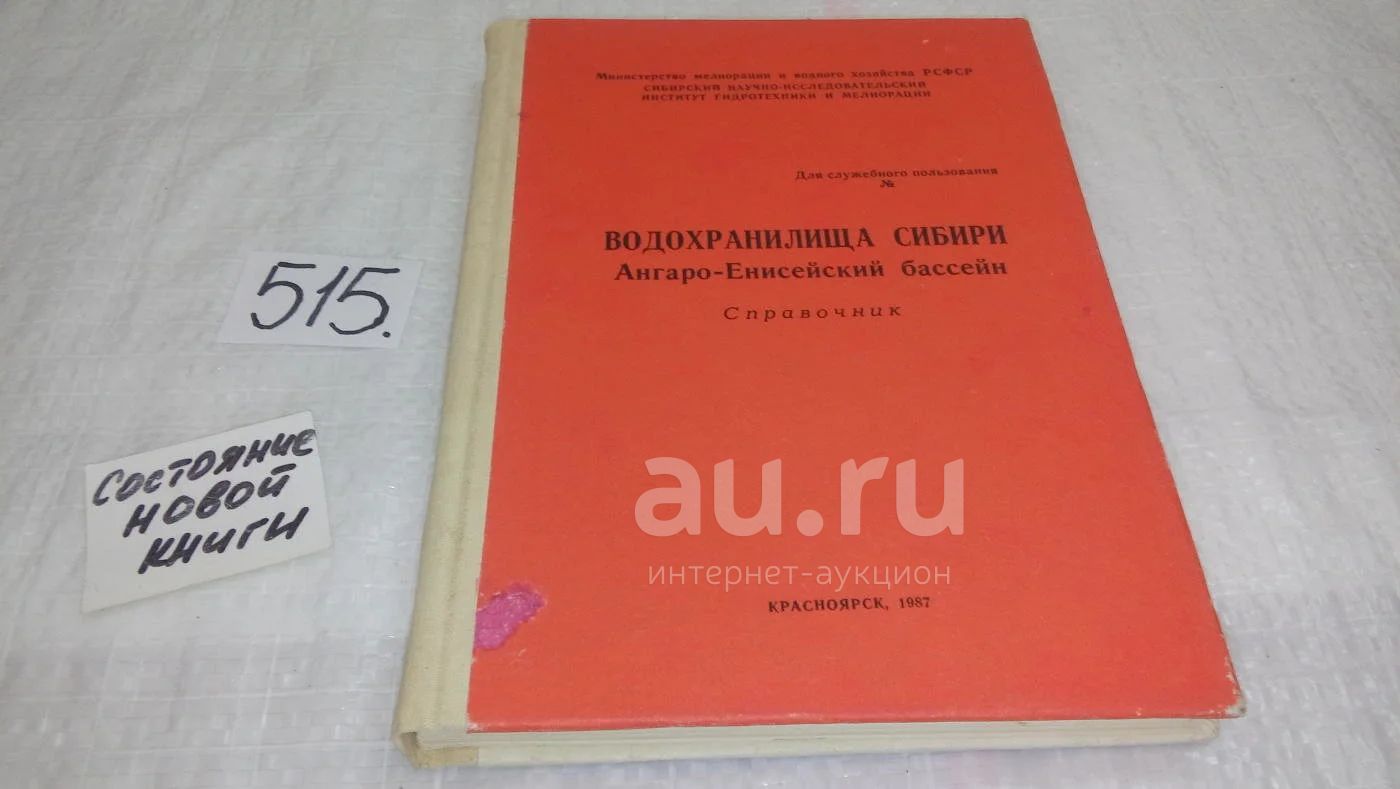 Министерство мелиорации и водного хозяйства РСФСР
СИБИРСКИЙ НАУЧНО-ИССЛЕДОВАТЕЛЬСКИЙ
ИНСТИТУТ ГИДРОТЕХНИКИ И МЕЛИОРАЦИИ
Для служебного пользования
№
ВОДОХРАНИЛИЩА СИБИРИ
Ангаро-Енисейский бассейн
Справочник
515.
СОСТОЯНИЕ
НОВОЙ
КНИГИ
au.ru
интернет-аукцион
КРАСНОЯРСК, 1987